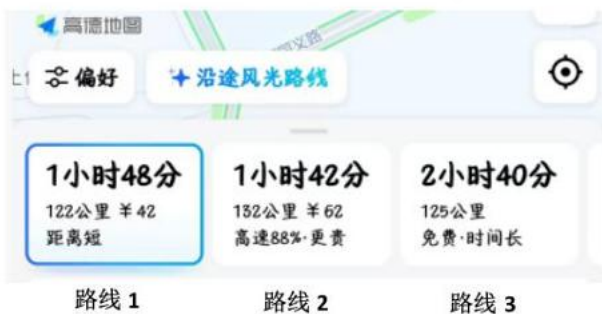 高德地图
偏好
沿途风光路线
1小时48分
122公里 ¥42
距离短
1小时42分
132公里 ¥62
高速88%·更贵
2小时40分
125公里
免费·时间长
路线 1
路线 2
路线 3